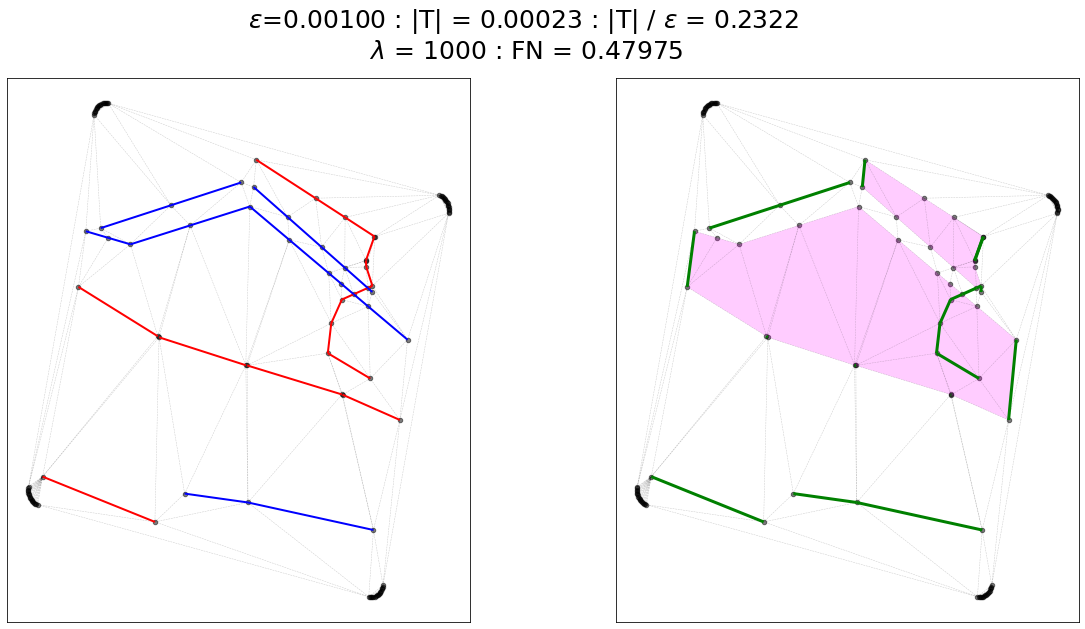 ε=0.00100 : |T| = 0.00023 : |T| / ε = 0.2322
λ = 1000 : FN = 0.47975